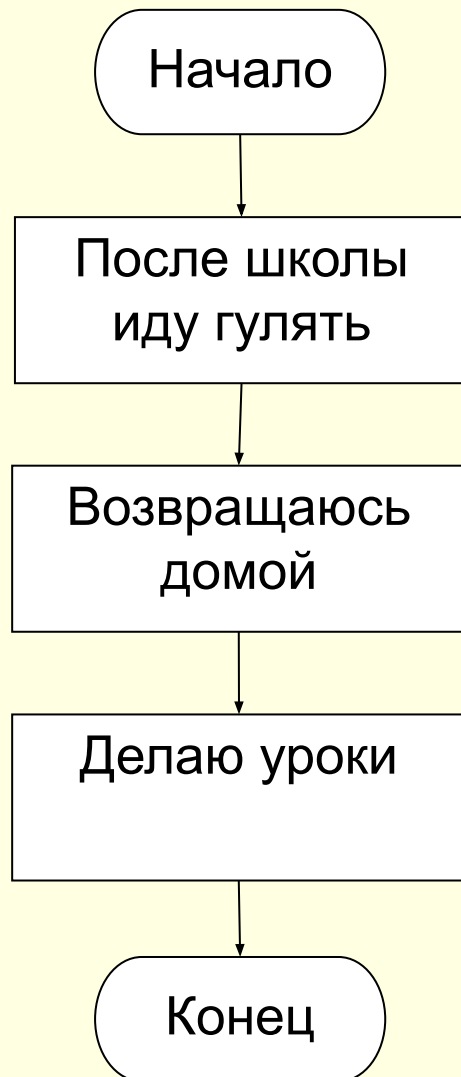 Начало
После школы
иду гулять
Возвращаюсь
домой
Делаю уроки
Конец